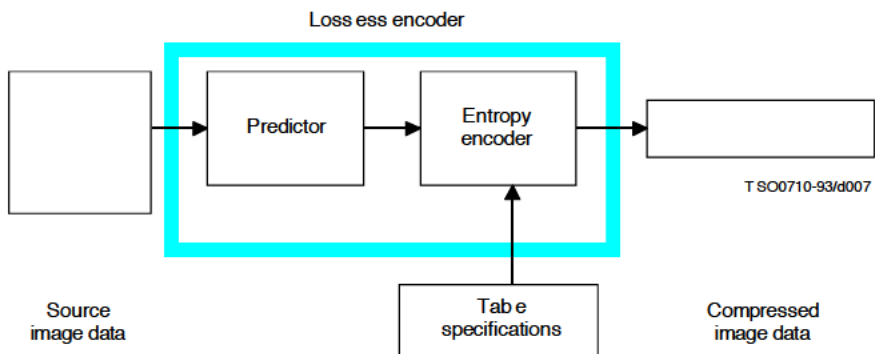 Loss ess encoder
Predictor
Entropy
encoder
T SO0710-93/d007
Source
image data
Tab e
specifications
Compressed
image data